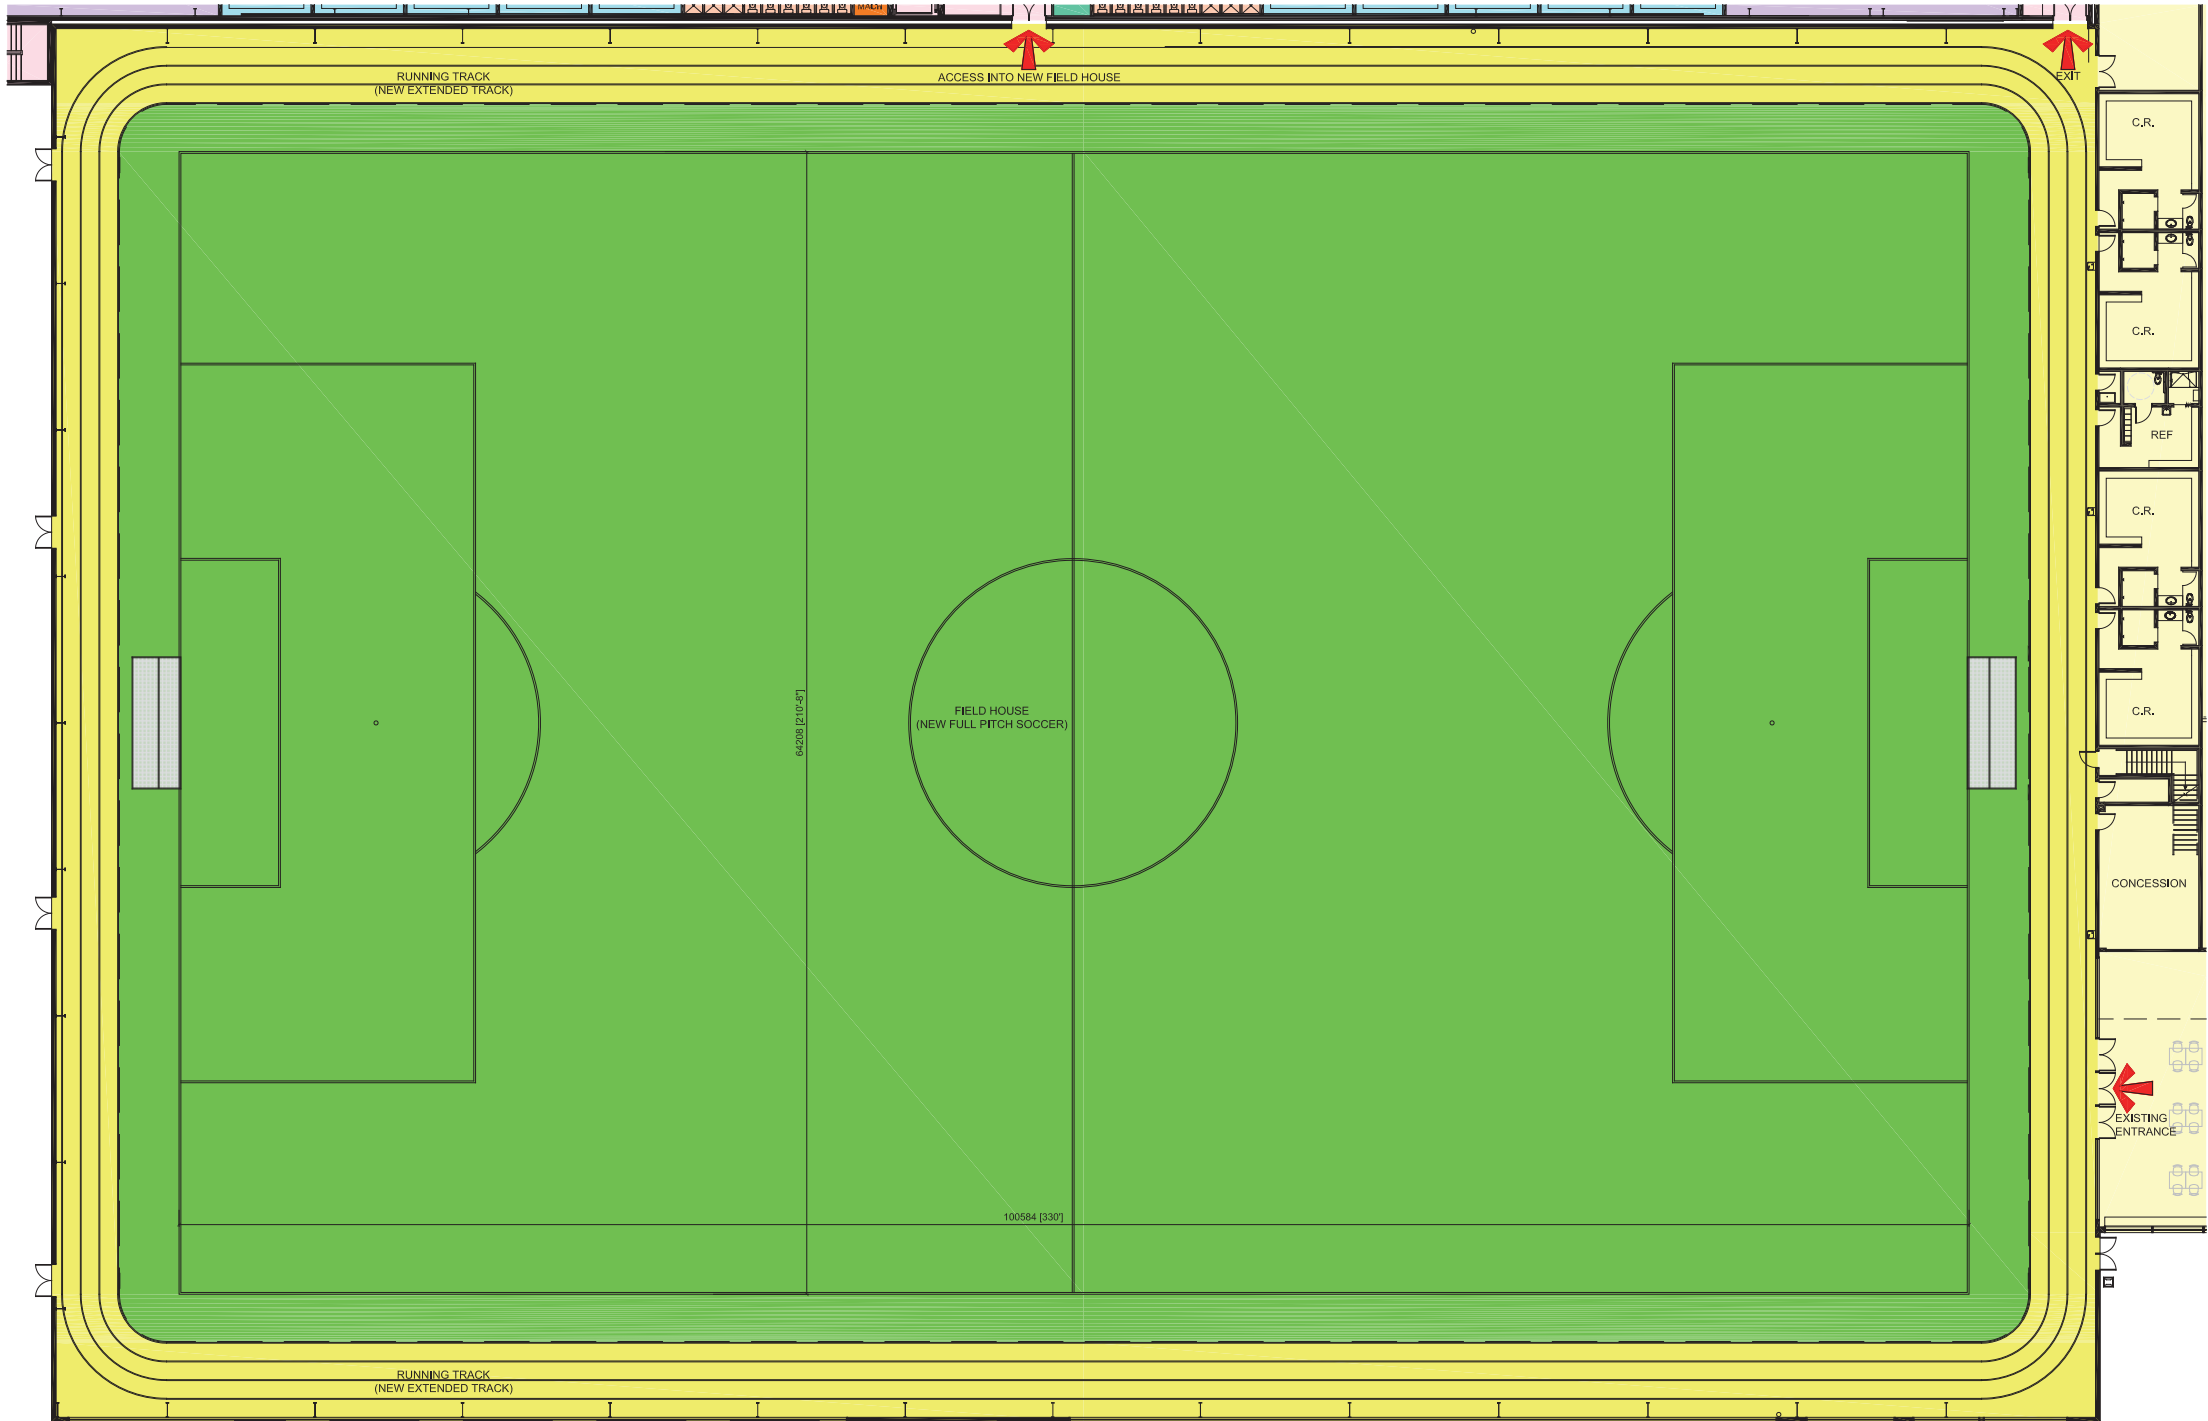 RUNNING TRACK
(NEW EXTENDED TRACK)
ACCESS INTO NEW FIELD HOUSE
EXIT
C.R.
C.R.
REF
C.R.
C.R.
64208 [210'-8"]
FIELD HOUSE
(NEW FULL PITCH SOCCER)
CONCESSION
EXISTING
ENTRANCE
100584 [330']
RUNNING TRACK
(NEW EXTENDED TRACK)